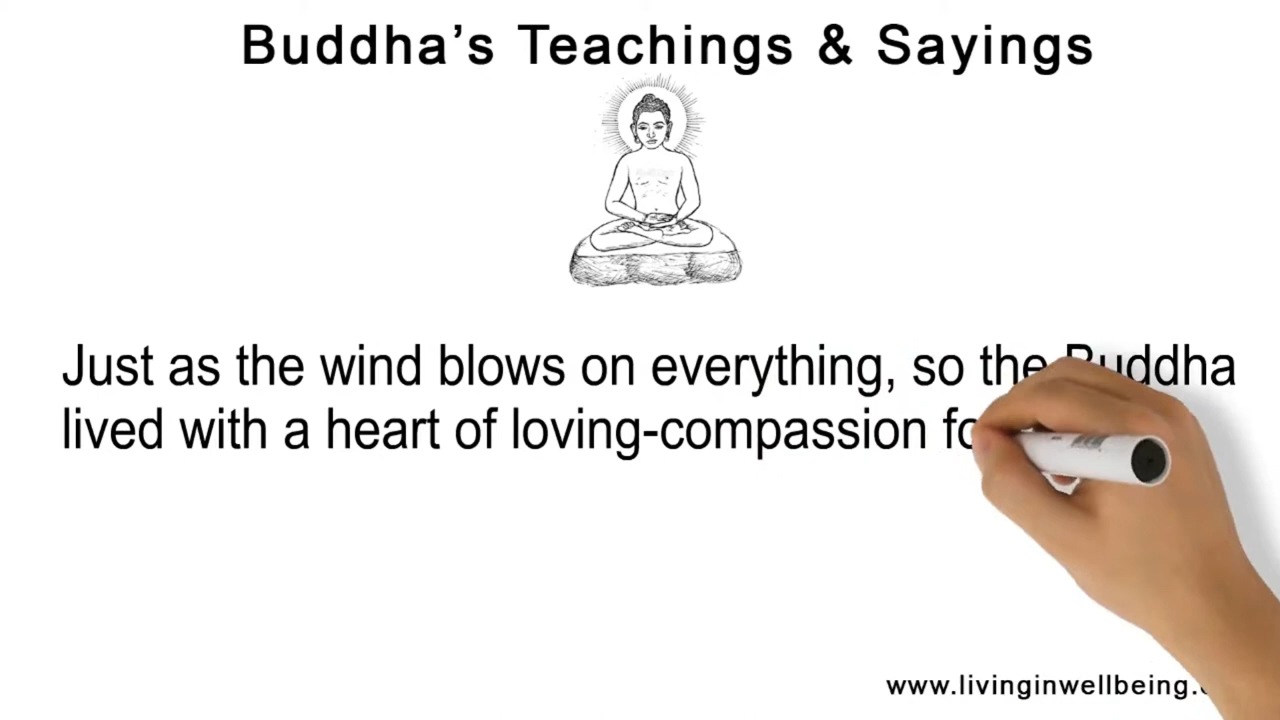 Buddha’s Teachings & Sayings
Just as the wind blows on everything, so the Buddha
lived with a heart of loving-compassion
www.livinginwellbeing.